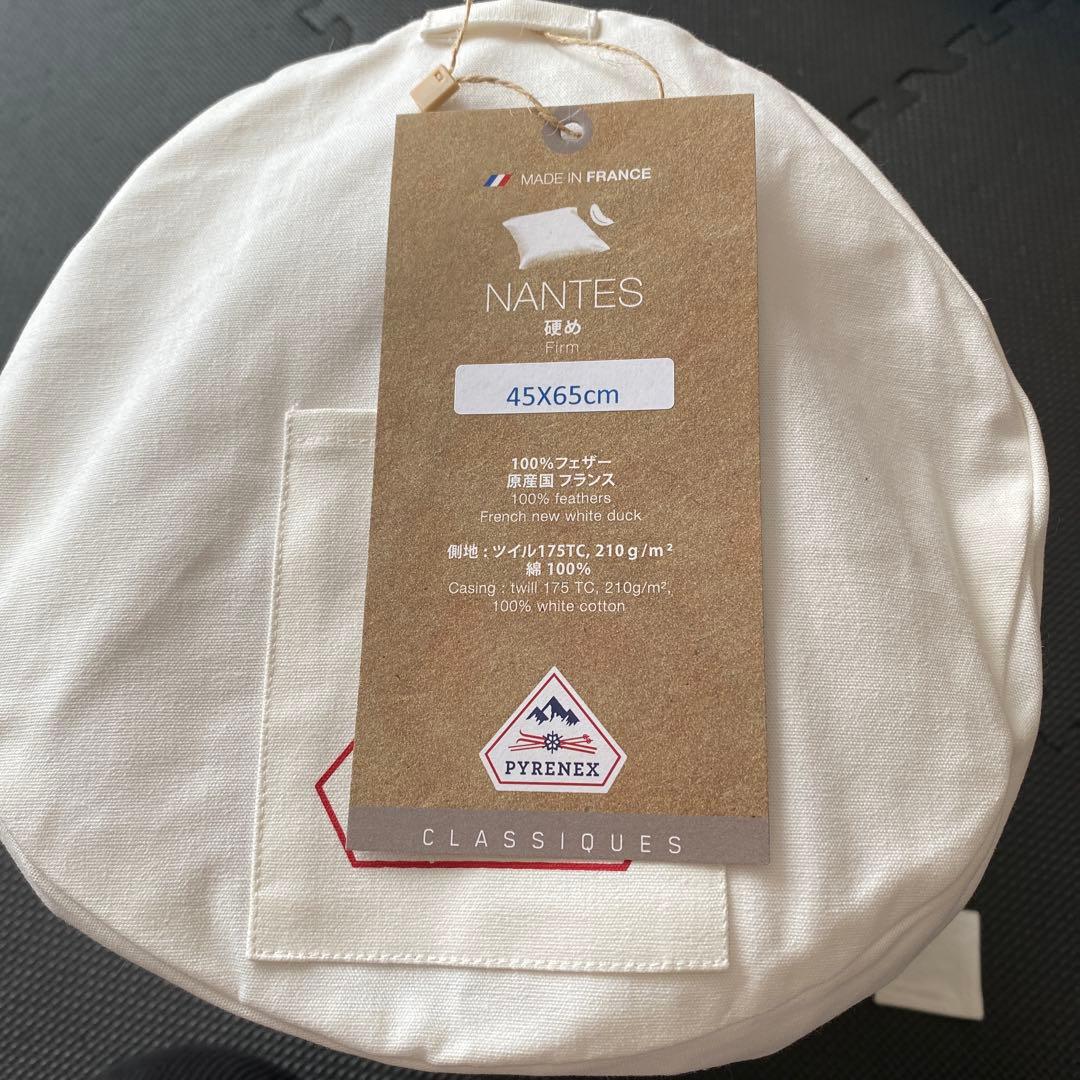 MADE IN FRANCE
NANTES
硬め
Firm
45X65cm
100%フェザー
原産国 フランス
100% feathers
French new white duck
側地 : ツイル175TC, 210ｇ/m²
綿 100%
Casing : twill 175 TC, 210g/m²,
100% white cotton
PYRENEX
CLASSIQUES